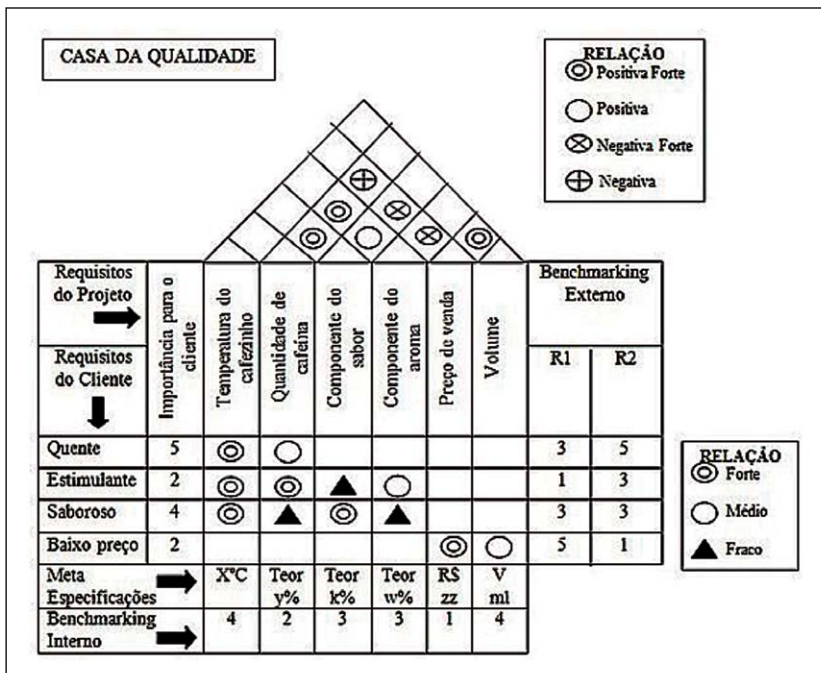 CASA DA QUALIDADE
RELAÇÃO
Positiva Forte
Positiva
Negativa Forte
Negativa
Requisitos
do Projeto
Importância para o
cliente
Temperatura do
cafezinho
Quantidade de
cafeína
Componente do
sabor
Componente do
aroma
Preço de venda
Volume
Benchmarking
Externo
Requisitos
do Cliente
R1 R2
Quente 5 3 5
Estimulante 2 1 3
Saboroso 4 3 3
Baixo preço 2 5 1
Meta
Especificações
XºC
Teor
y%
Teor
k%
Teor
w%
R$
zz
V
ml
Benchmarking
Interno
4 2 3 3 1 4
RELAÇÃO
Forte
Médio
Fraco